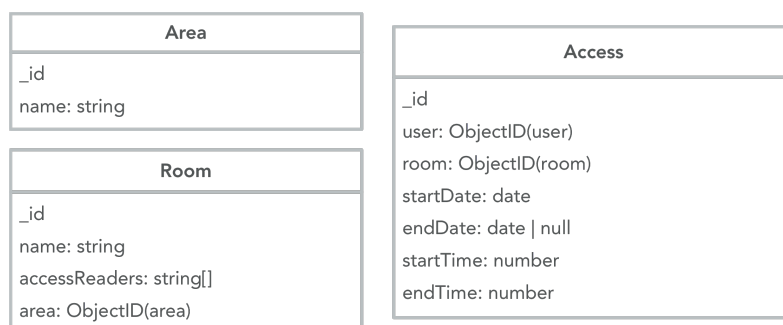 Area
_id
name: string
Room
_id
name: string
accessReaders: string[]
area: ObjectID(area)
Access
_id
user: ObjectID(user)
room: ObjectID(room)
startDate: date
endDate: date | null
startTime: number
endTime: number